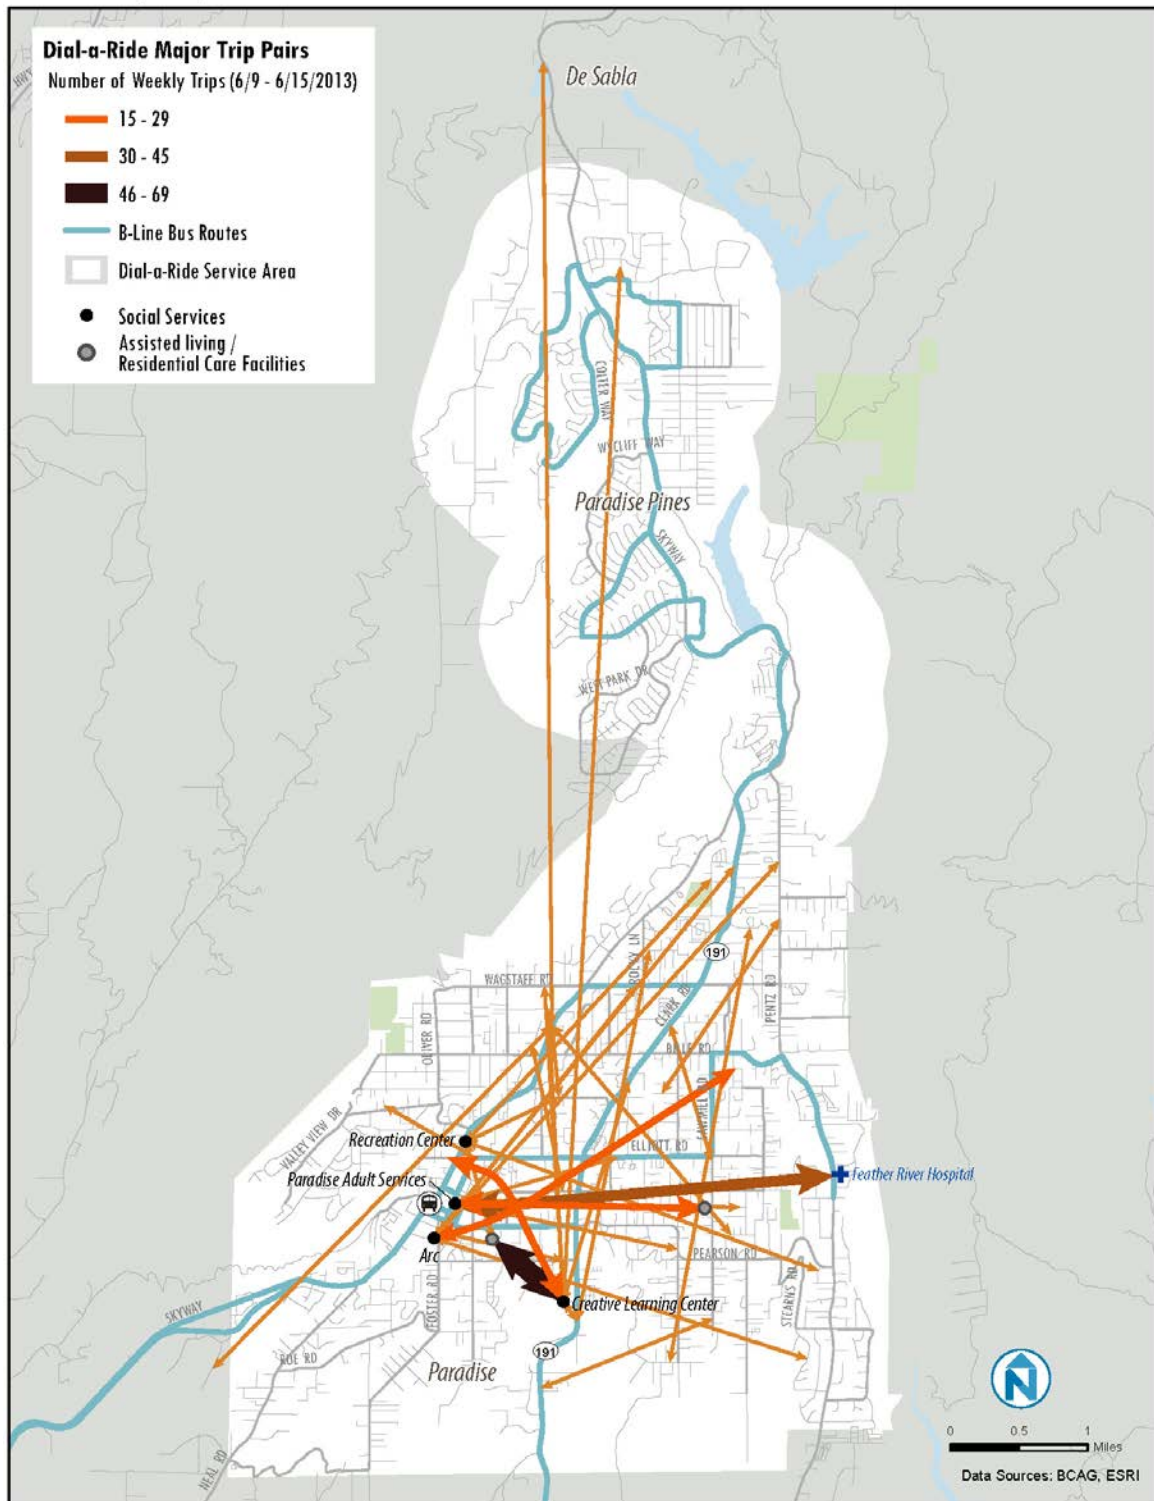 Dial-a-Ride Major Trip Pairs
Number of Weekly Trips (6/9 - 6/15/2013)
15 - 29
30 - 45
46 - 69
B-Line Bus Routes
Dial-a-Ride Service Area
Social Services
Assisted living /
Residential Care Facilities
De Sabla
COLTER WAY
WYCLIFF WAY
Paradise Pines
SKYWAY
WEST PARK DR
ROCKY LN
191
WAGSTAFF RD
CLARK RD
PENTZ RD
OLIVER RD
BILLE RD
SAWMILL RD
VALLEY VIEW DR
Recreation Center
ELLIOTT RD
Paradise Adult Services
Feather River Hospital
Arc
PEARSON RD
FOSTER RD
STEARNS RD
Creative Learning Center
SKYWAY
191
ROE RD
Paradise
N
NEAL RD
0 0.5 1
Miles
Data Sources: BCAG, ESRI